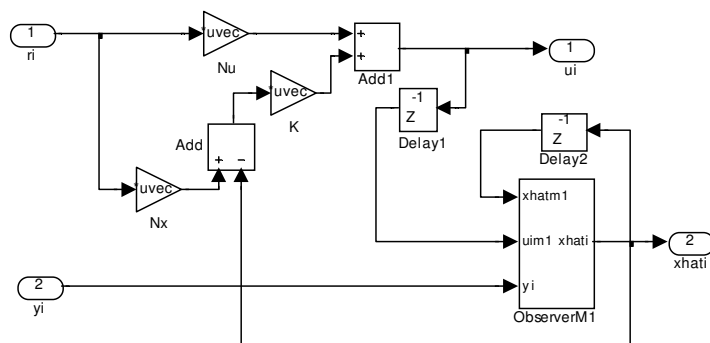 1
ri
*uvec
Nu
+
+
Add1
1
ui
*uvec
K
-1
Z
Delay1
Add
+ −
-1
Z
Delay2
*uvec
Nx
xhatm1
uim1 xhati
yi
ObserverM1
2
xhati
2
yi